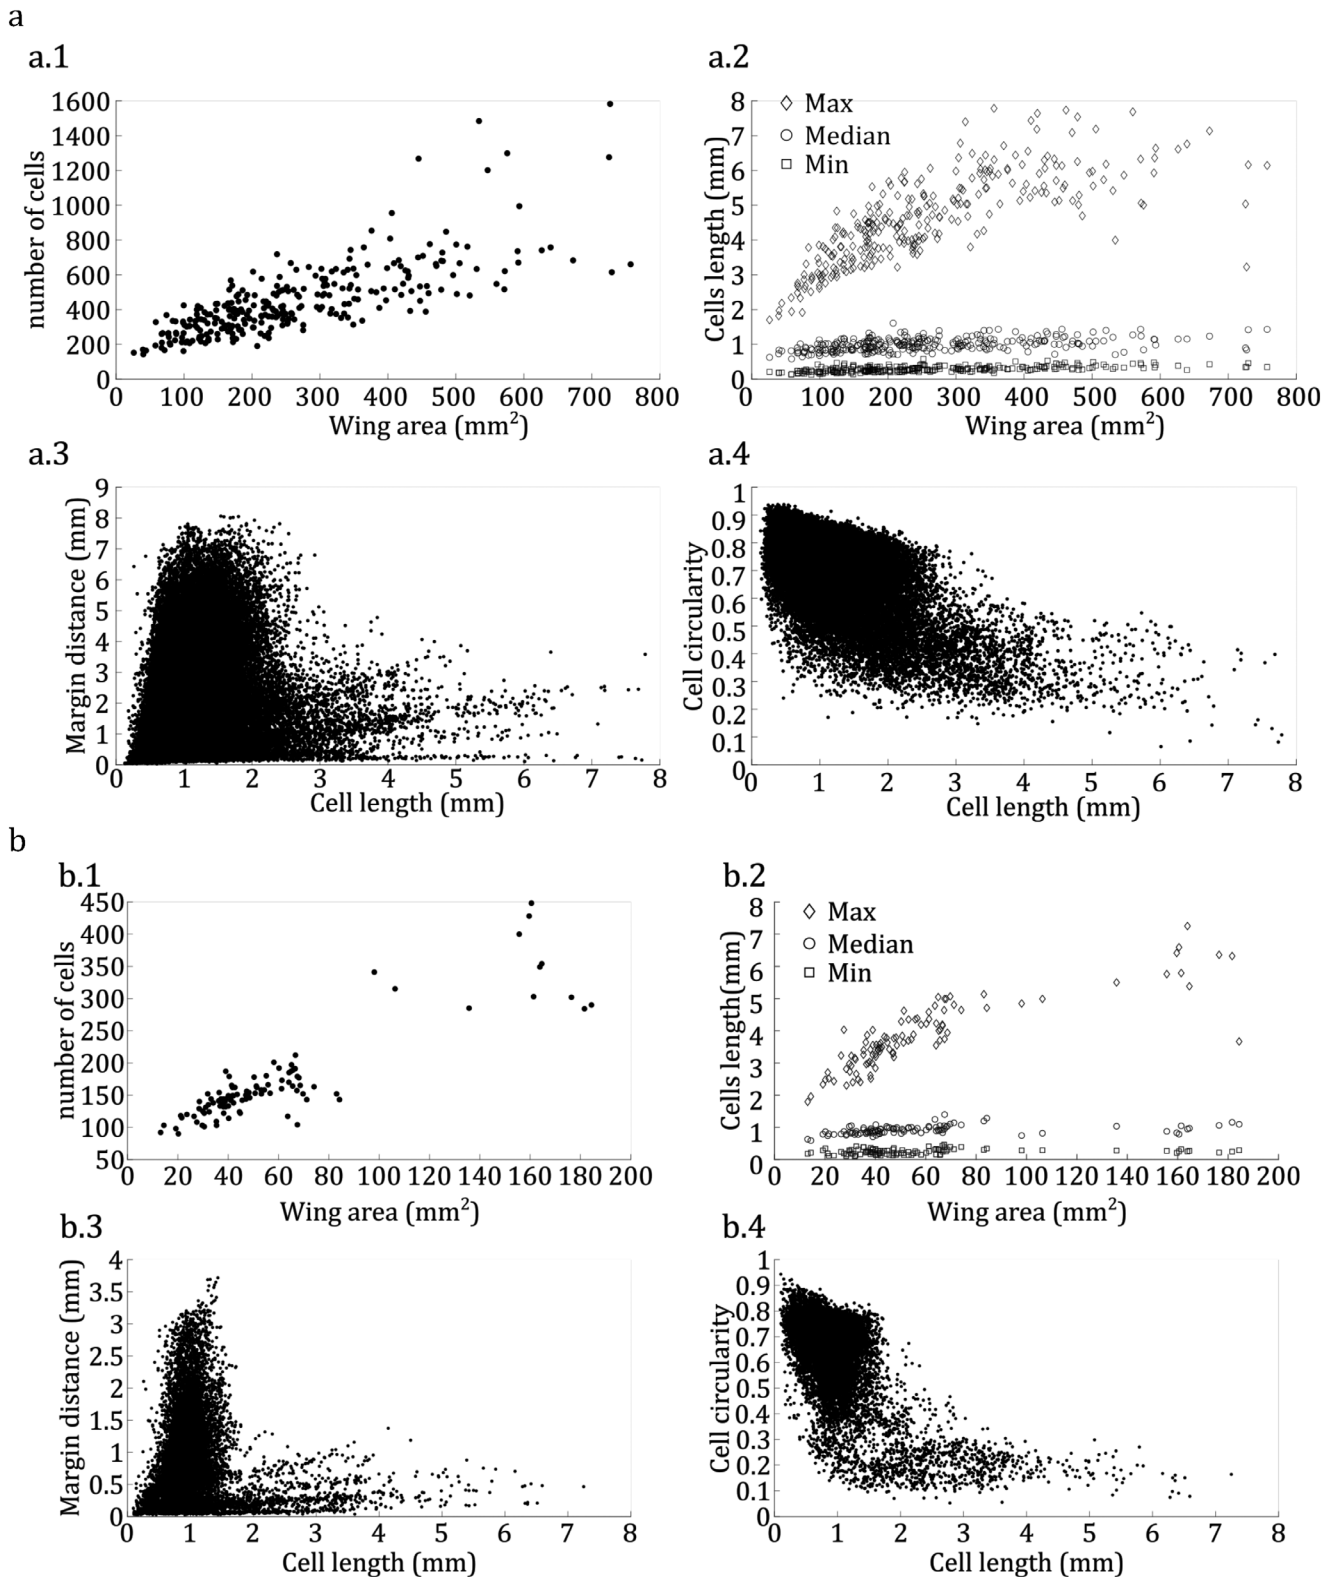 a
a.1
1600
1400
1200
1000
800
600
400
200
0
number of cells
0 100 200 300 400 500 600 700 800
Wing area (mm²)
a.2
Max
Median
Min
8
7
6
5
4
3
2
1
0
Cells length (mm)
100 200 300 400 500 600 700 800
Wing area (mm²)
a.3
9
8
7
6
5
4
3
2
1
0
Margin distance (mm)
0 1 2 3 4 5 6 7 8
Cell length (mm)
a.4
1
0.9
0.8
0.7
0.6
0.5
0.4
0.3
0.2
0.1
0
Cell circularity
1 2 3 4 5 6 7 8
Cell length (mm)
b
b.1
450
400
350
300
250
200
150
100
50
number of cells
0 20 40 60 80 100 120 140 160 180 200
Wing area (mm²)
b.2
Max
Median
Min
8
7
6
5
4
3
2
1
0
Cells length(mm)
0 20 40 60 80 100 120 140 160 180 200
Wing area (mm²)
b.3
4
3.5
3
2.5
2
1.5
1
0.5
0
Margin distance (mm)
0 1 2 3 4 5 6 7 8
Cell length (mm)
b.4
1
0.9
0.8
0.7
0.6
0.5
0.4
0.3
0.2
0.1
0
Cell circularity
0 1 2 3 4 5 6 7 8
Cell length (mm)